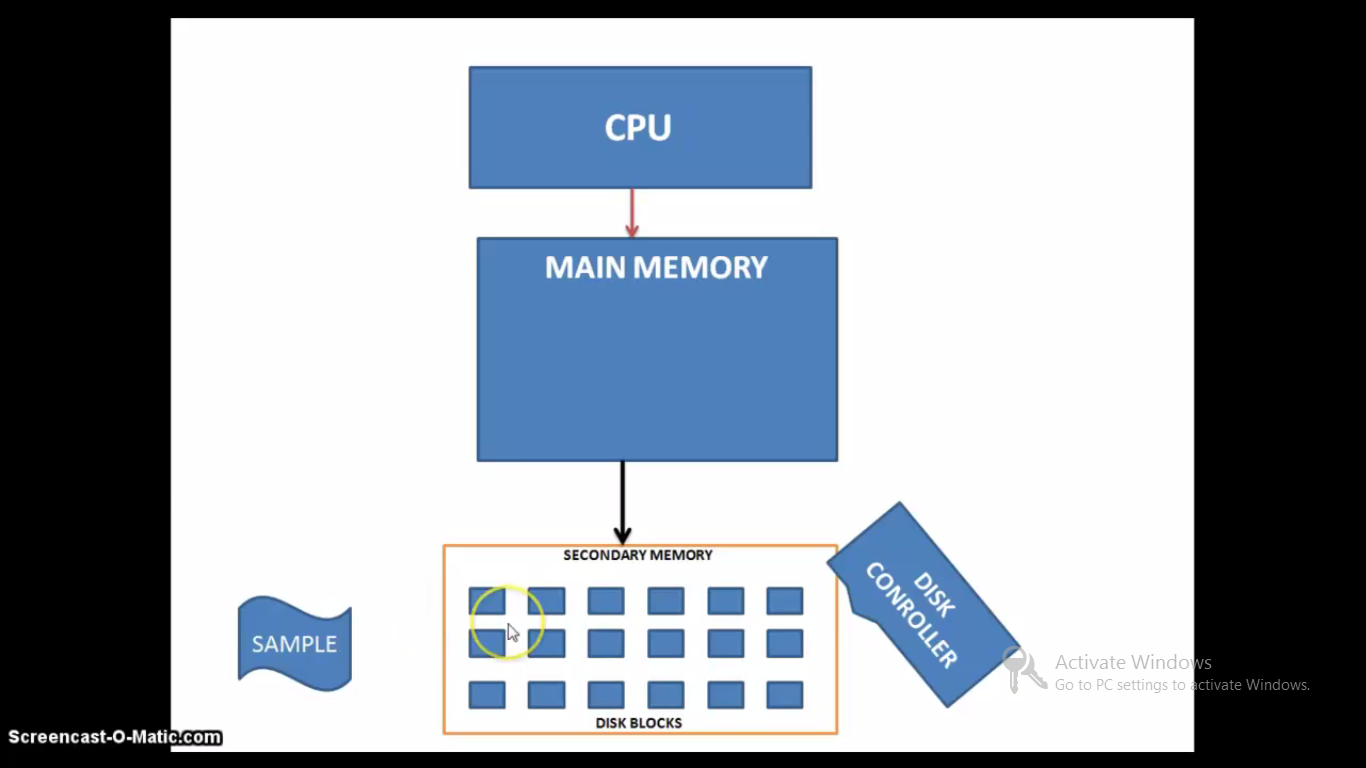 CPU
MAIN MEMORY
SECONDARY MEMORY
DISK
CONROLLER
SAMPLE
Activate Windows
Go to PC settings to activate Windows.
DISK BLOCKS
Screencast-O-Matic.com